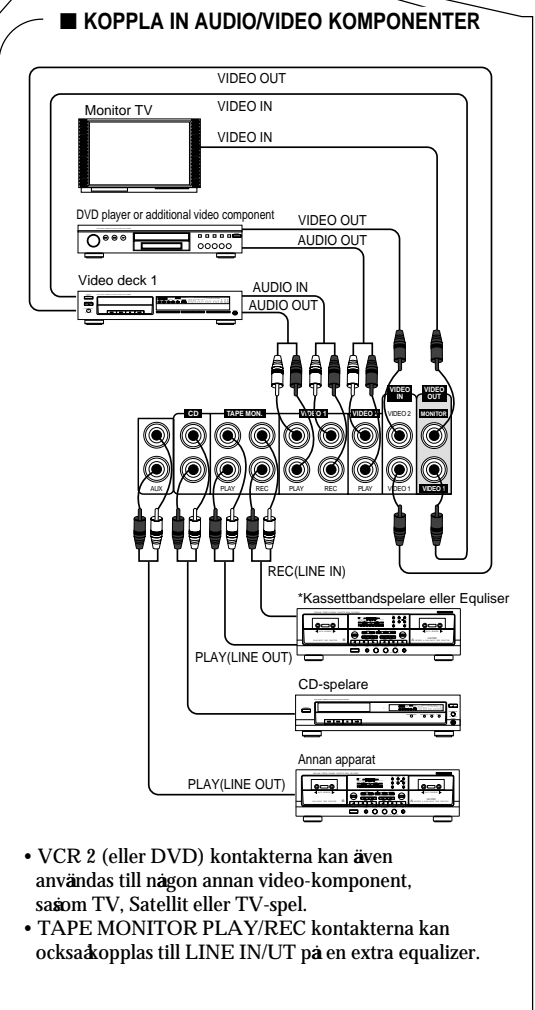 ■ KOPPLA IN AUDIO/VIDEO KOMPONENTER
VIDEO OUT
Monitor TV
VIDEO IN
VIDEO IN
DVD player or additional video component
VIDEO OUT
AUDIO OUT
Video deck 1
AUDIO IN
AUDIO OUT
VIDEO IN
VIDEO OUT
CD
TAPE MON.
VIDEO 1
VIDEO 2
VIDEO 2
MONITOR
AUX
PLAY
REC
PLAY
REC
PLAY
VIDEO 1
VIDEO 1
REC(LINE IN)
*Kassettbandspelare eller Equliser
PLAY(LINE OUT)
CD-spelare
Annan apparat
PLAY(LINE OUT)
• VCR 2 (eller DVD) kontakterna kan även
användas till någon annan video-komponent,
såsom TV, Satellit eller TV-spel.
• TAPE MONITOR PLAY/REC kontakterna kan
också kopplas till LINE IN/UT på en extra equalizer.